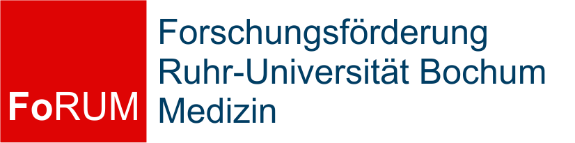 FoRUM
Forschungsförderung
Ruhr-Universität Bochum
Medizin